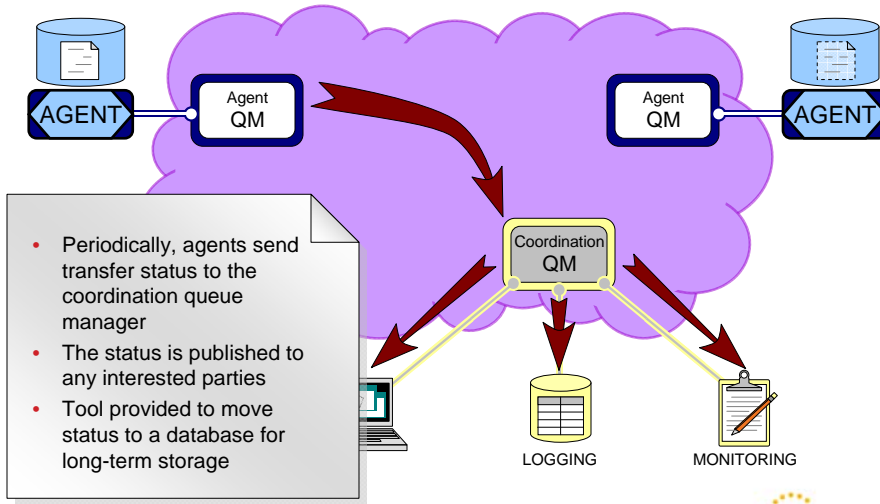 AGENT
Agent
QM
Agent
QM
AGENT
Coordination
QM
• Periodically, agents send
transfer status to the
coordination queue
manager
• The status is published to
any interested parties
• Tool provided to move
status to a database for
long-term storage
LOGGING
MONITORING